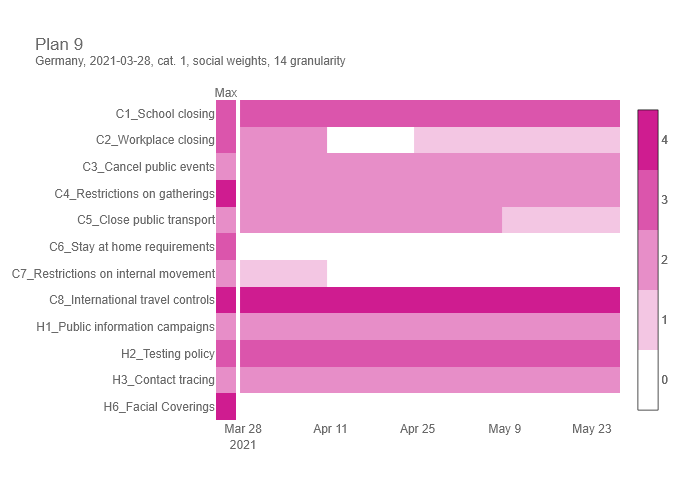 Plan 9
Germany, 2021-03-28, cat. 1, social weights, 14 granularity
Max
C1_School closing
C2_Workplace closing
C3_Cancel public events
C4_Restrictions on gatherings
C5_Close public transport
C6_Stay at home requirements
C7_Restrictions on internal movement
C8_International travel controls
H1_Public information campaigns
H2_Testing policy
H3_Contact tracing
H6_Facial Coverings
Mar 28 Apr 11 Apr 25 May 9 May 23
2021
4
3
2
1
0